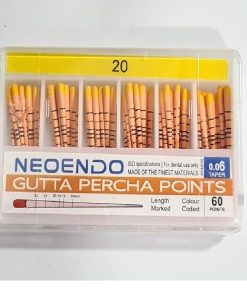 20
NEOENDO
ISO specifications | For dental use only
MADE OF THE FINEST MATERIALS
0.06
TAPER
GUTTA PERCHA POINTS
Length Marked
Colour Coded
60
POINTS